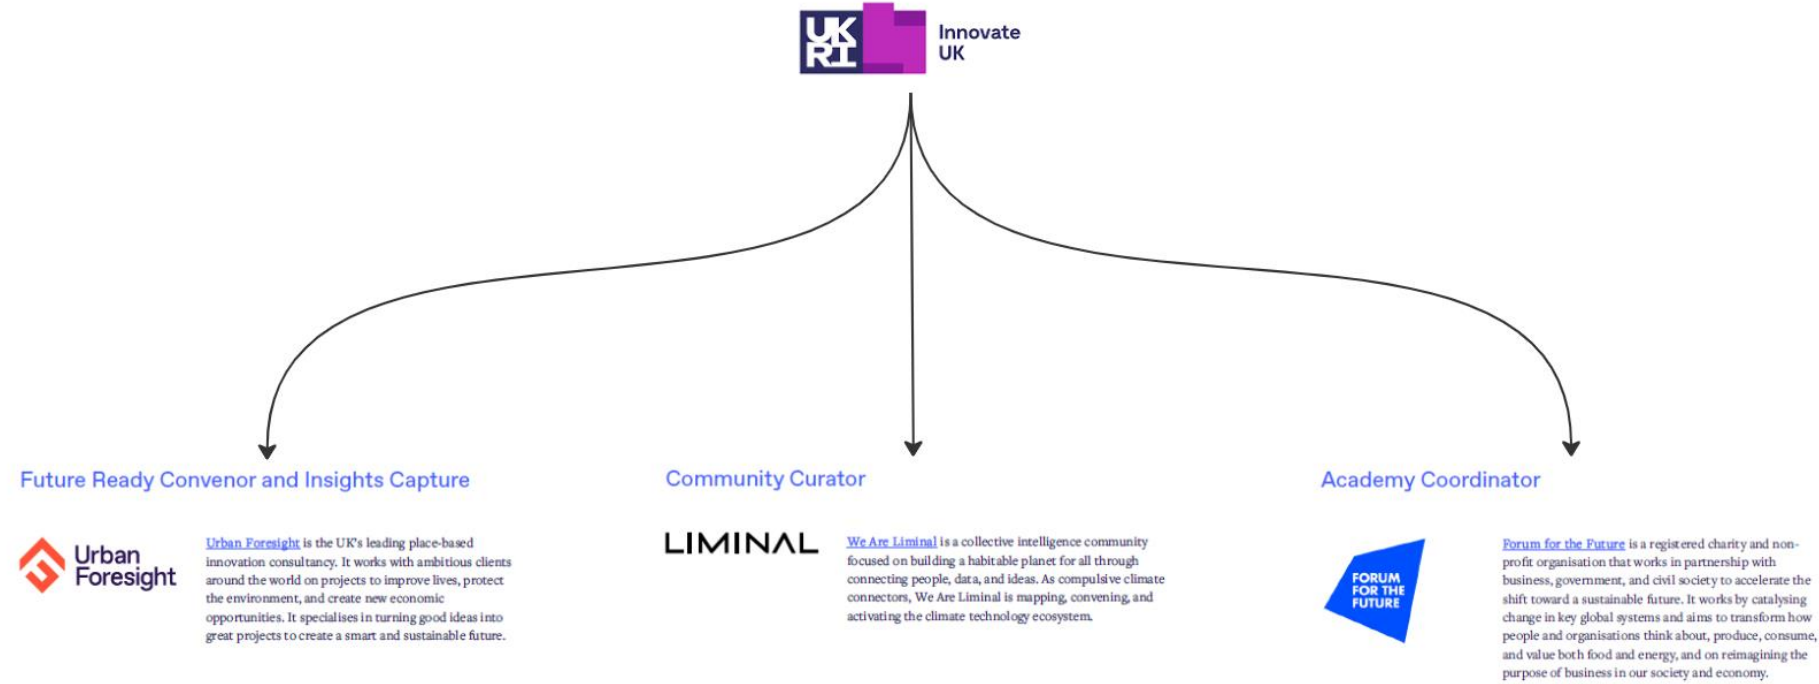 UK
RI
Innovate
UK
Future Ready Convenor and Insights Capture
Urban
Foresight
Urban Foresight is the UK's leading place-based
innovation consultancy. It works with ambitious clients
around the world on projects to improve lives, protect
the environment, and create new economic
opportunities. It specialises in turning good ideas into
great projects to create a smart and sustainable future.
Community Curator
LIMINAL
We Are Liminal is a collective intelligence community
focused on building a habitable planet for all through
connecting people, data, and ideas. As compulsive climate
connectors, We Are Liminal is mapping, convening, and
activating the climate technology ecosystem.
Academy Coordinator
FORUM
FOR THE
FUTURE
Forum for the Future is a registered charity and non-
profit organisation that works in partnership with
business, government, and civil society to accelerate the
shift toward a sustainable future. It works by catalysing
change in key global systems and aims to transform how
people and organisations think about, produce, consume,
and value both food and energy, and on reimagining the
purpose of business in our society and economy.